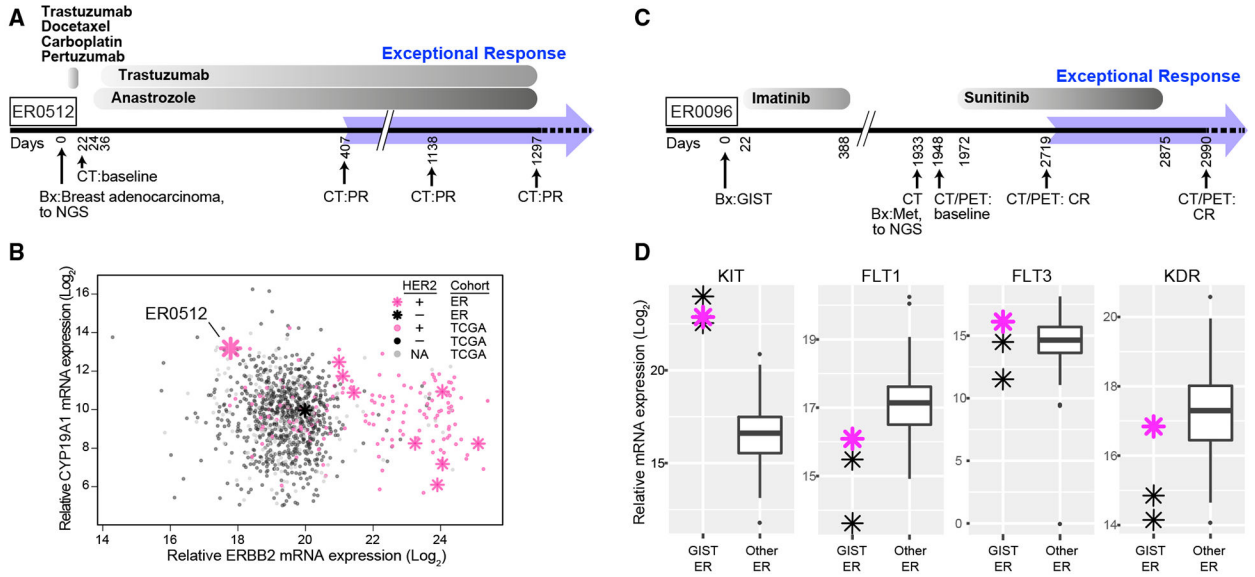 A
Trastuzumab
Docetaxel
Carboplatin
Pertuzumab
Exceptional Response
Trastuzumab
Anastrozole
ER0512
Days 0 22 24 36 407 1138 1297
CT:baseline
Bx:Breast adenocarcinoma,
to NGS
CT:PR CT:PR CT:PR
C
Exceptional Response
Imatinib Sunitinib
ER0096
Days 0 22 388 1933 1948 1972 2719 2875 2990
Bx:GIST
CT
Bx:Met,
to NGS
CT/PET:
baseline
CT/PET: CR
CT/PET:
CR
B
Relative CYP19A1 mRNA expression (Log2)
16
14
12
10
8
6
ER0512
HER2 Cohort
+ ER
− ER
+ TCGA
− TCGA
NA TCGA
14 16 18 20 22 24
Relative ERBB2 mRNA expression (Log2)
D
Relative mRNA expression (Log2)
KIT
20
15
GIST
ER
Other
ER
FLT1
19
17
15
GIST
ER
Other
ER
FLT3
15
10
5
0
GIST
ER
Other
ER
KDR
20
18
16
14
GIST
ER
Other
ER